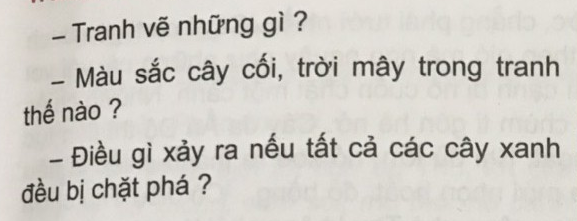 – Tranh vẽ những gì ?
– Màu sắc cây cối, trời mây trong tranh
thế nào ?
– Điều gì xảy ra nếu tất cả các cây xanh
đều bị chặt phá ?